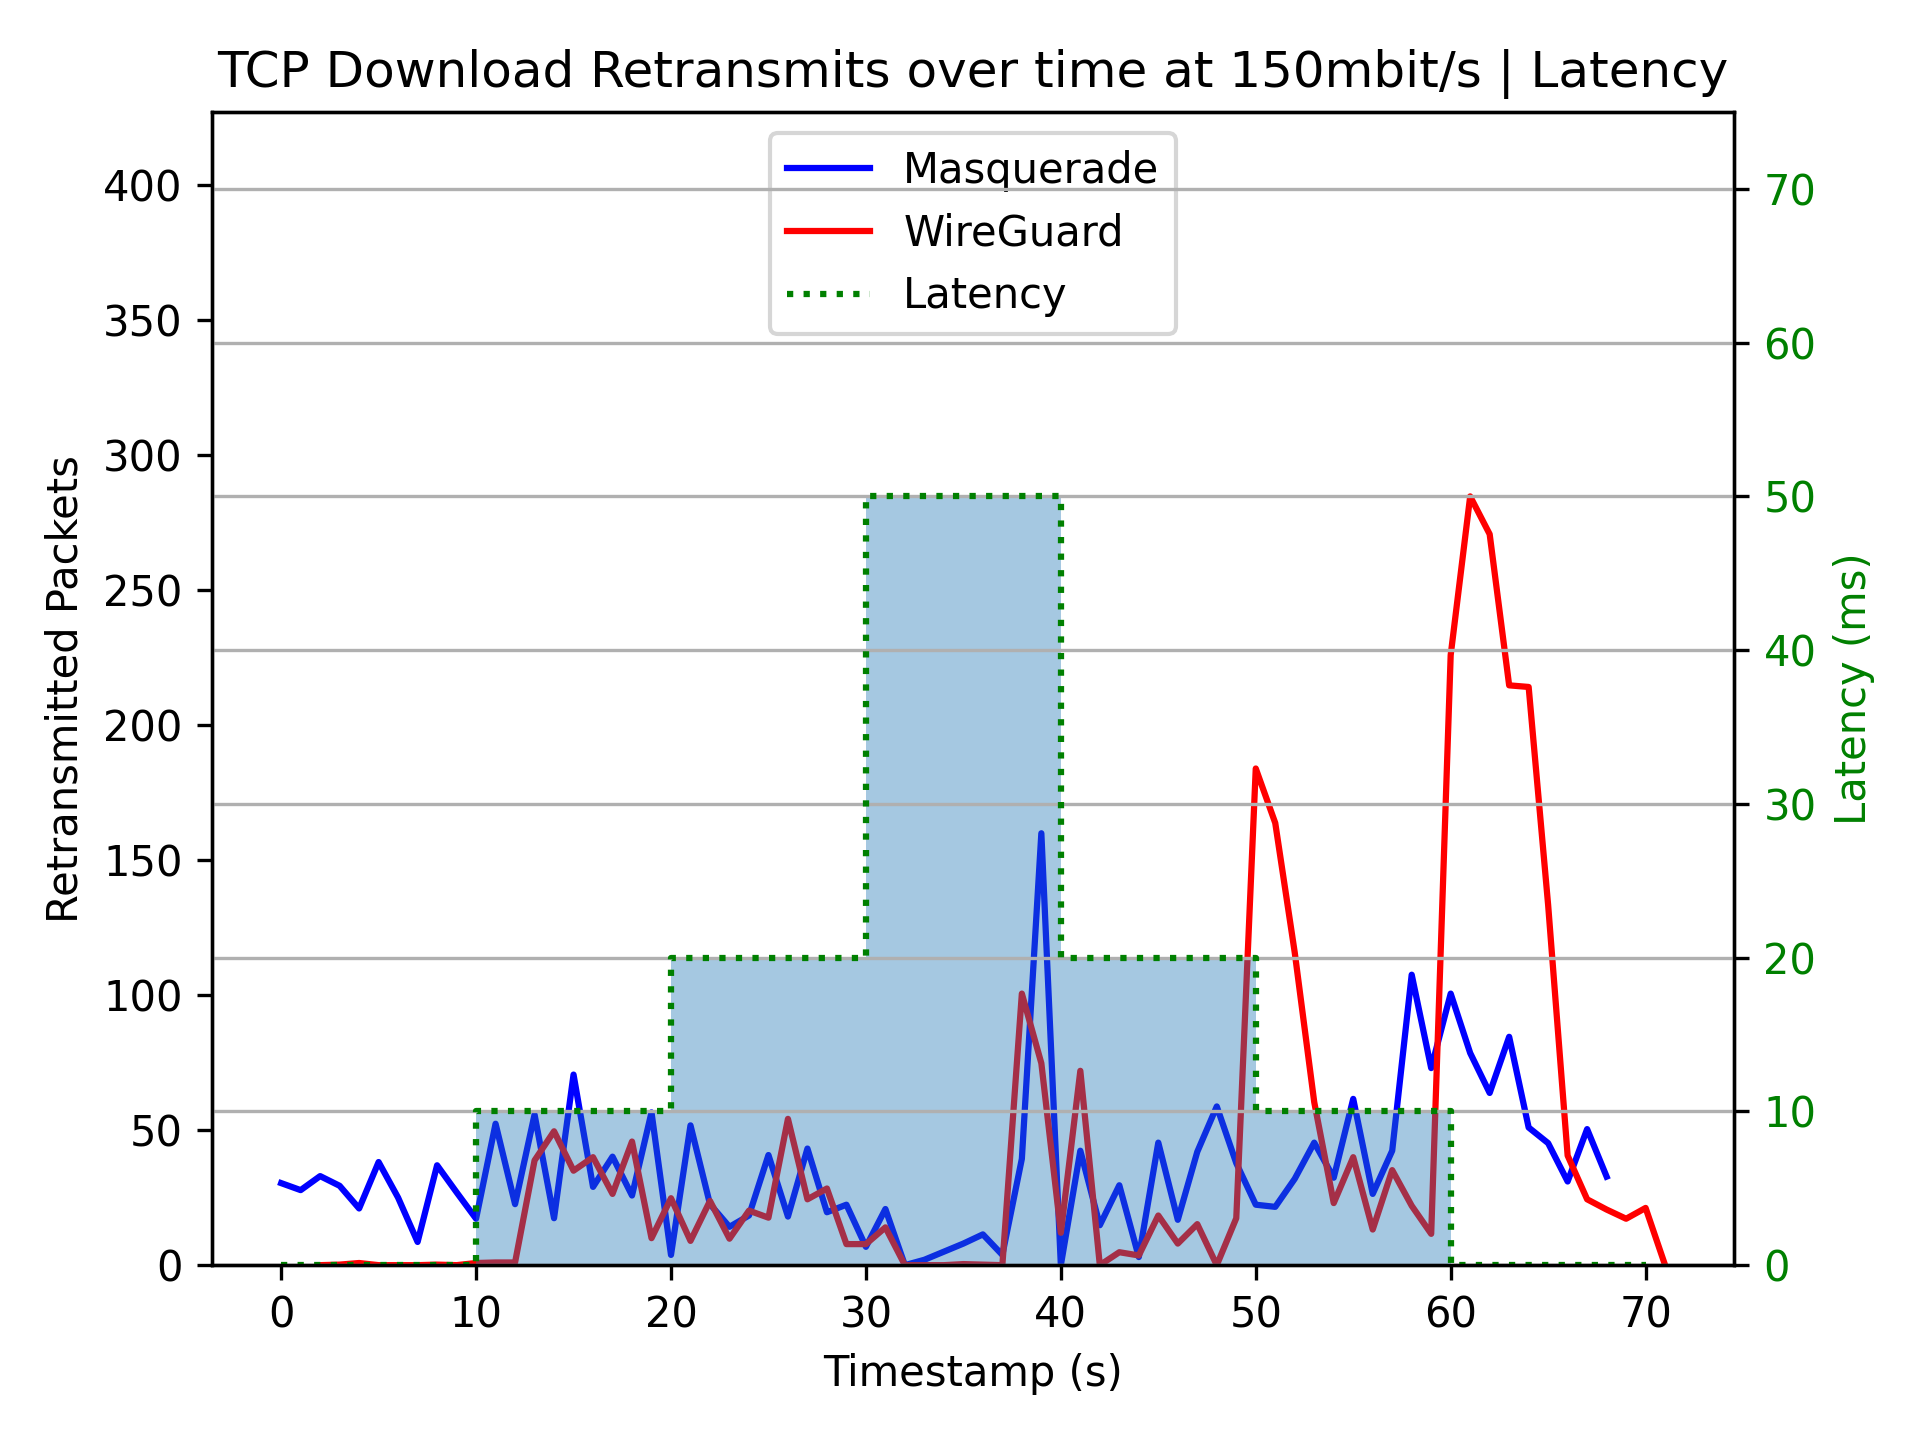 TCP Download Retransmits over time at 150mbit/s | Latency
Masquerade
WireGuard
Latency
Retransmitted Packets
400
350
300
250
200
150
100
50
0
70
60
50
40
30
20
10
0
Latency (ms)
0 10 20 30 40 50 60 70
Timestamp (s)